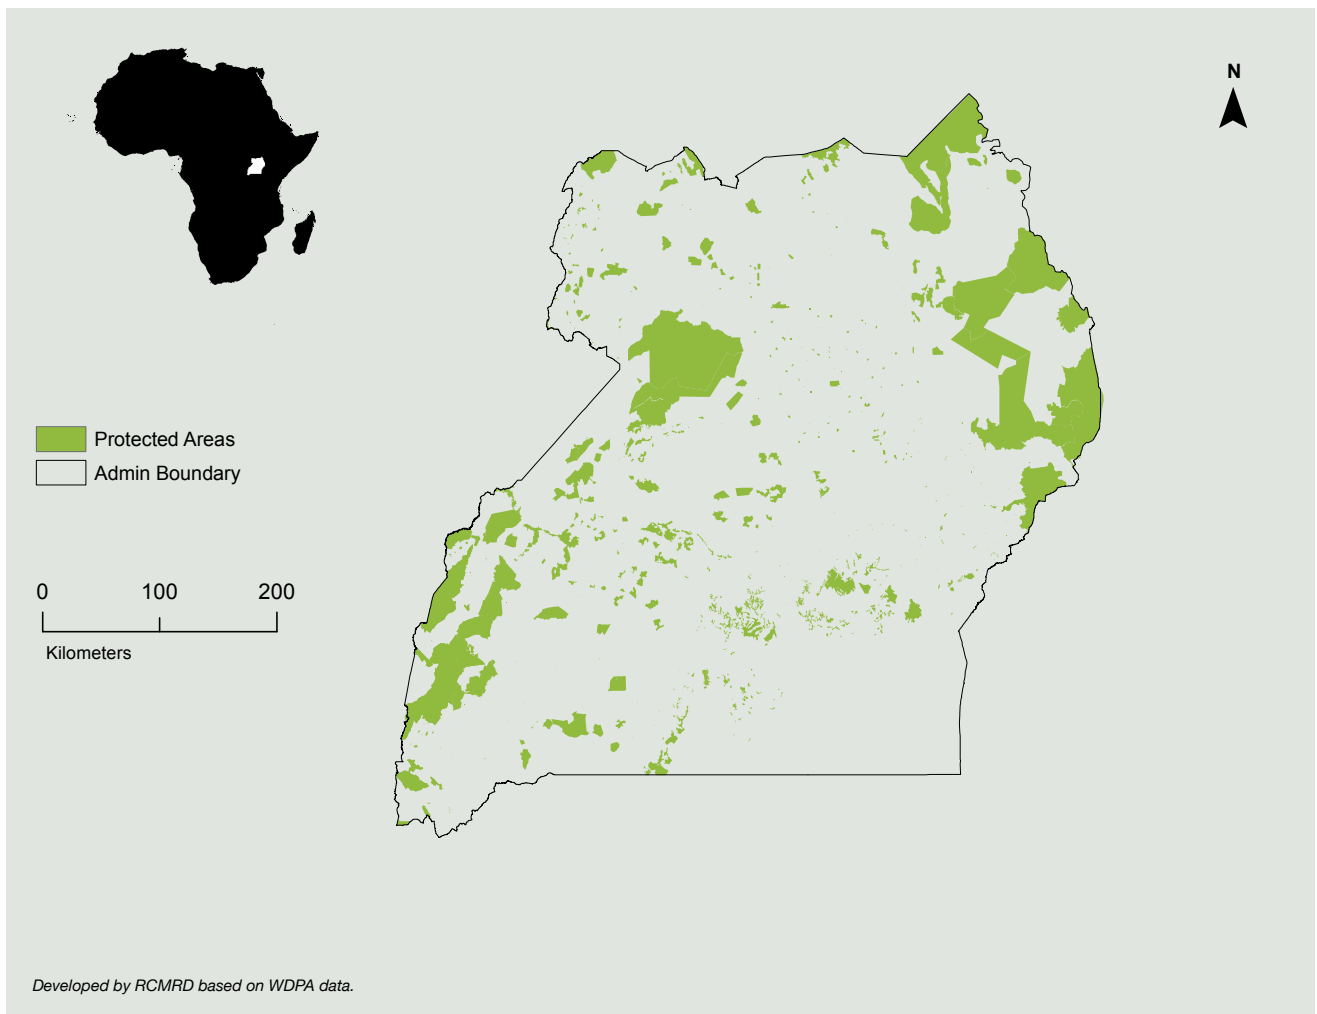 N
Protected Areas
Admin Boundary
0 100 200
Kilometers
Developed by RCMRD based on WDPA data.